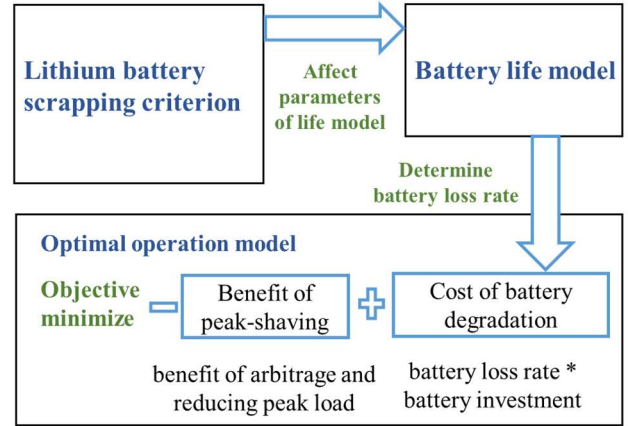 Lithium battery
scrapping criterion
Affect
parameters
of life model
Battery life model
Determine
battery loss rate
Optimal operation model
Objective
minimize
Benefit of
peak-shaving
Cost of battery
degradation
benefit of arbitrage and
reducing peak load
battery loss rate *
battery investment